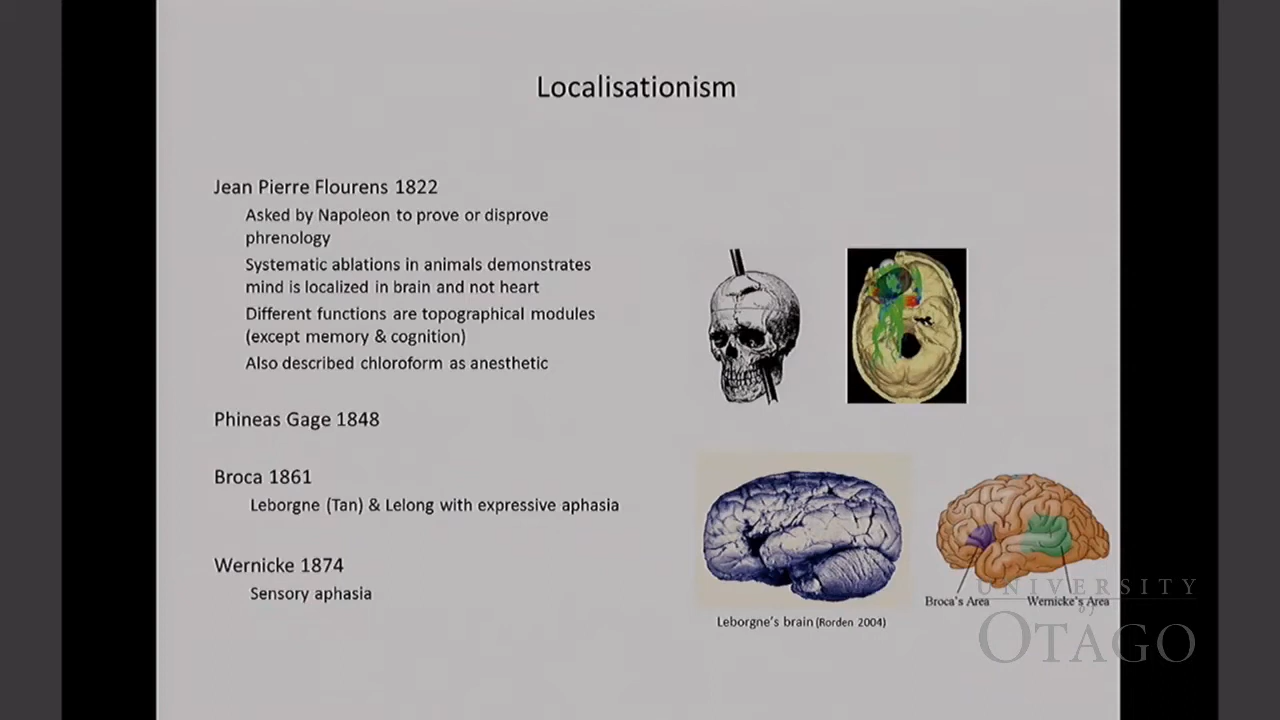 Localisationism
Jean Pierre Flourens 1822
Asked by Napoleon to prove or disprove
phrenology
Systematic ablations in animals demonstrates
mind is localized in brain and not heart
Different functions are topographical modules
(except memory & cognition)
Also described chloroform as anesthetic
Phineas Gage 1848
Broca 1861
Leborgne (Tan) & Lelong with expressive aphasia
Wernicke 1874
Sensory aphasia
Leborgne's brain (Rorden 2004)
Broca's Area
Wernicke's Area
UNIVERSITY
of
OTAGO